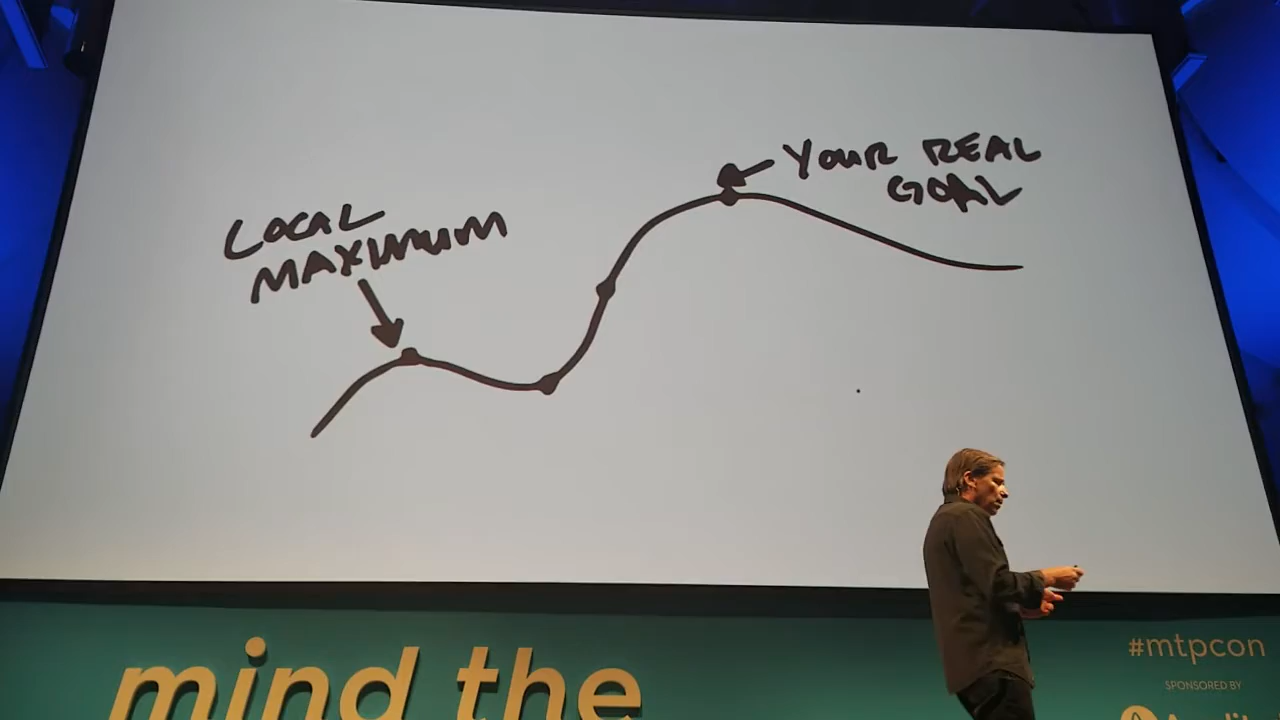 YOUR REAL
GOAL
LOCAL
MAXIMUM
mind the
#mtpcon
SPONSORED BY